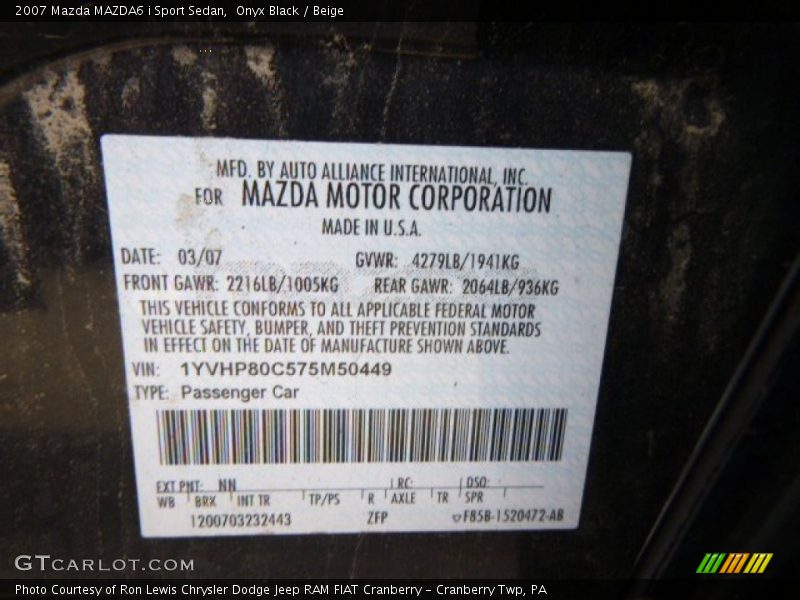 2007 Mazda MAZDA6 i Sport Sedan, Onyx Black / Beige
MFD. BY AUTO ALLIANCE INTERNATIONAL, INC.
FOR MAZDA MOTOR CORPORATION
MADE IN U.S.A.
DATE: 03/07 GVWR: 4279LB/1941KG
FRONT GAWR: 2216LB/1005KG REAR GAWR: 2064LB/936KG
THIS VEHICLE CONFORMS TO ALL APPLICABLE FEDERAL MOTOR
VEHICLE SAFETY, BUMPER, AND THEFT PREVENTION STANDARDS
IN EFFECT ON THE DATE OF MANUFACTURE SHOWN ABOVE.
VIN: 1YVHP80C575M50449
TYPE: Passenger Car
EXT PNT: NN RC: DSO:
WB BRX INT TR TP/PS R AXLE TR SPR
1200703232443 ZFP F85B-1520472-AB
GTCARLOT.COM
Photo Courtesy of Ron Lewis Chrysler Dodge Jeep RAM FIAT Cranberry – Cranberry Twp, PA